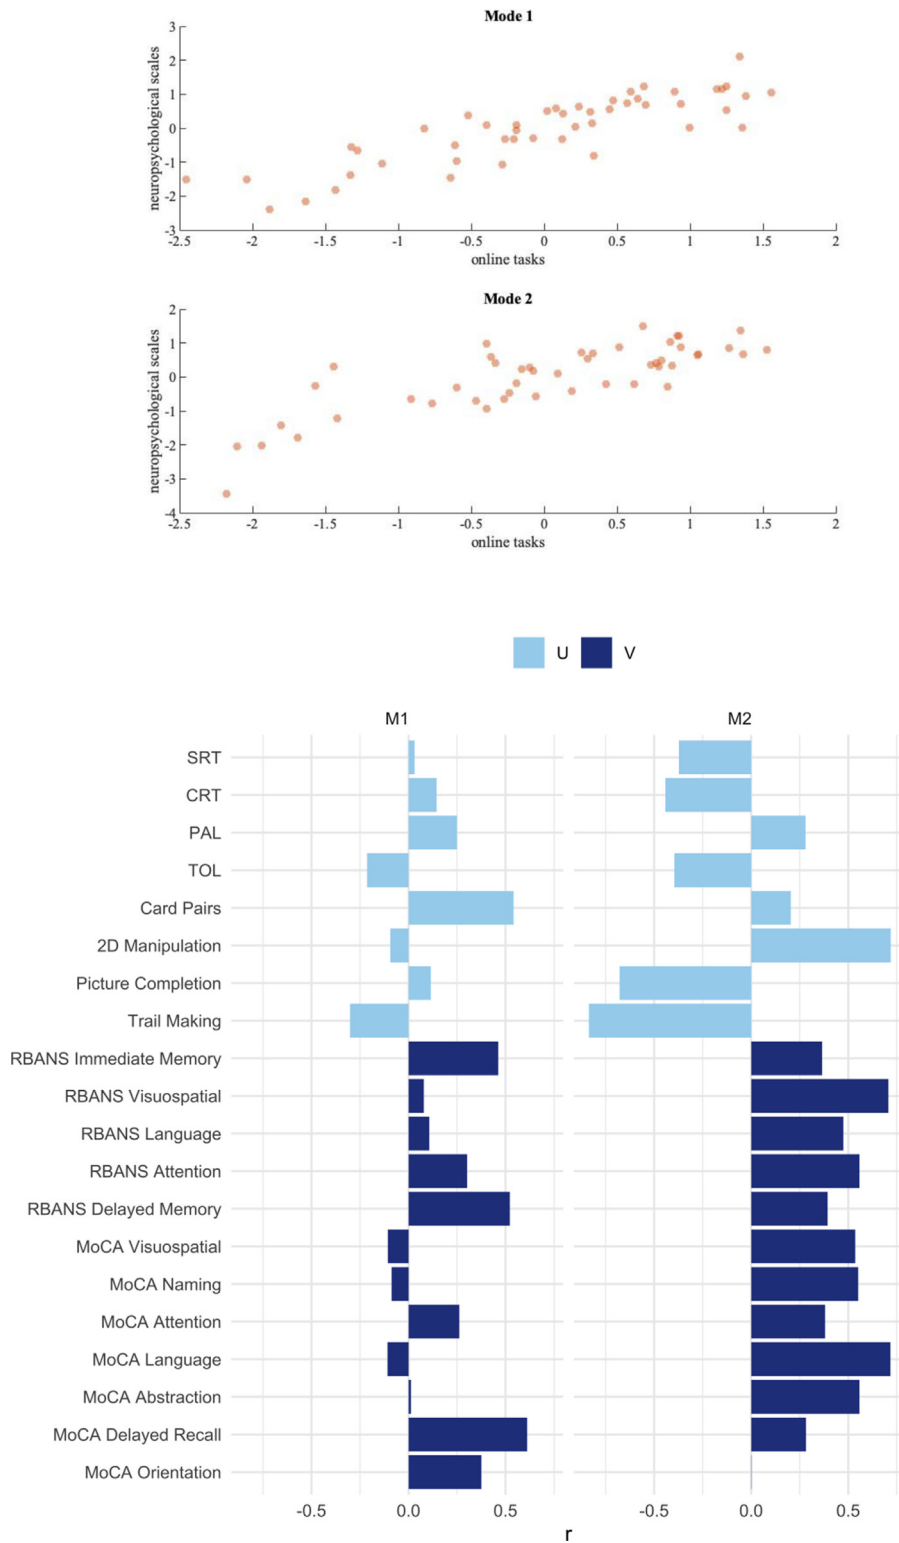 Mode 1
3
2
1
0
-1
-2
-3
neuropsychological scales
-2.5 -2 -1.5 -1 -0.5 0 0.5 1 1.5 2
online tasks
Mode 2
2
1
0
-1
-2
-3
-4
neuropsychological scales
-2.5 -2 -1.5 -1 -0.5 0 0.5 1 1.5 2
online tasks
U V
M1 M2
SRT
CRT
PAL
TOL
Card Pairs
2D Manipulation
Picture Completion
Trail Making
RBANS Immediate Memory
RBANS Visuospatial
RBANS Language
RBANS Attention
RBANS Delayed Memory
MoCA Visuospatial
MoCA Naming
MoCA Attention
MoCA Language
MoCA Abstraction
MoCA Delayed Recall
MoCA Orientation
-0.5 0.0 0.5 -0.5 0.0 0.5
r